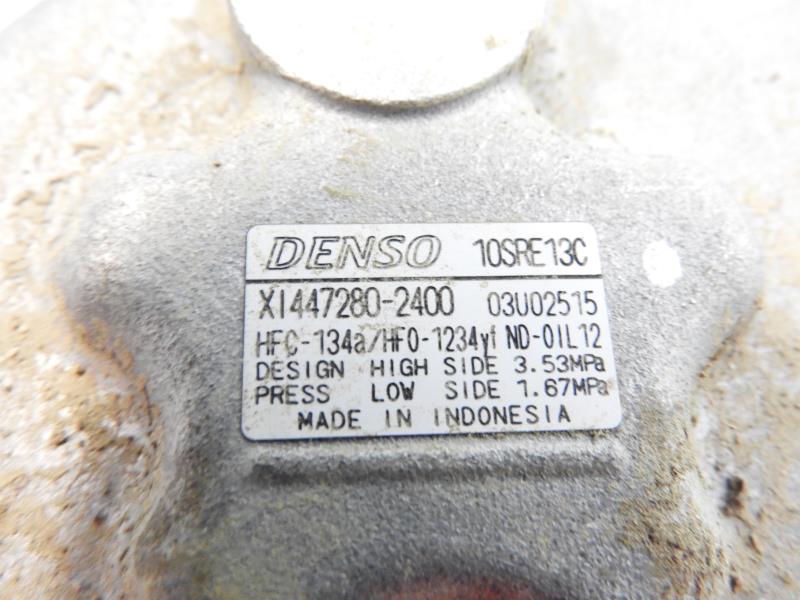 DENSO 10SRE13C
XI447280-2400 03U02515
HFC-134a/HFO-1234yf ND-OIL12
DESIGN HIGH SIDE 3.53MPa
PRESS LOW SIDE 1.67MPa
MADE IN INDONESIA